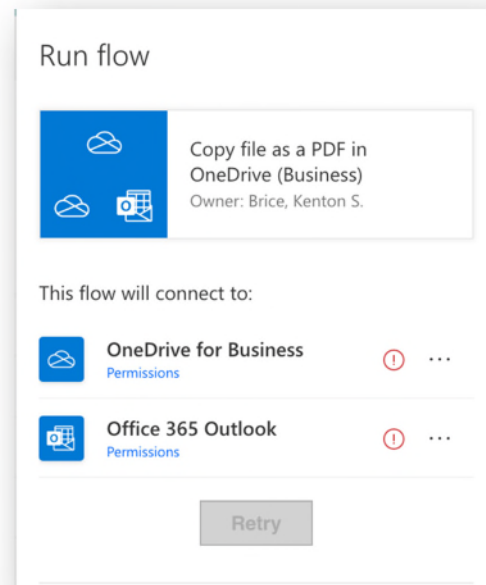 Run flow
Copy file as a PDF in
OneDrive (Business)
Owner: Brice, Kenton S.
This flow will connect to:
OneDrive for Business
Permissions
Office 365 Outlook
Permissions
Retry